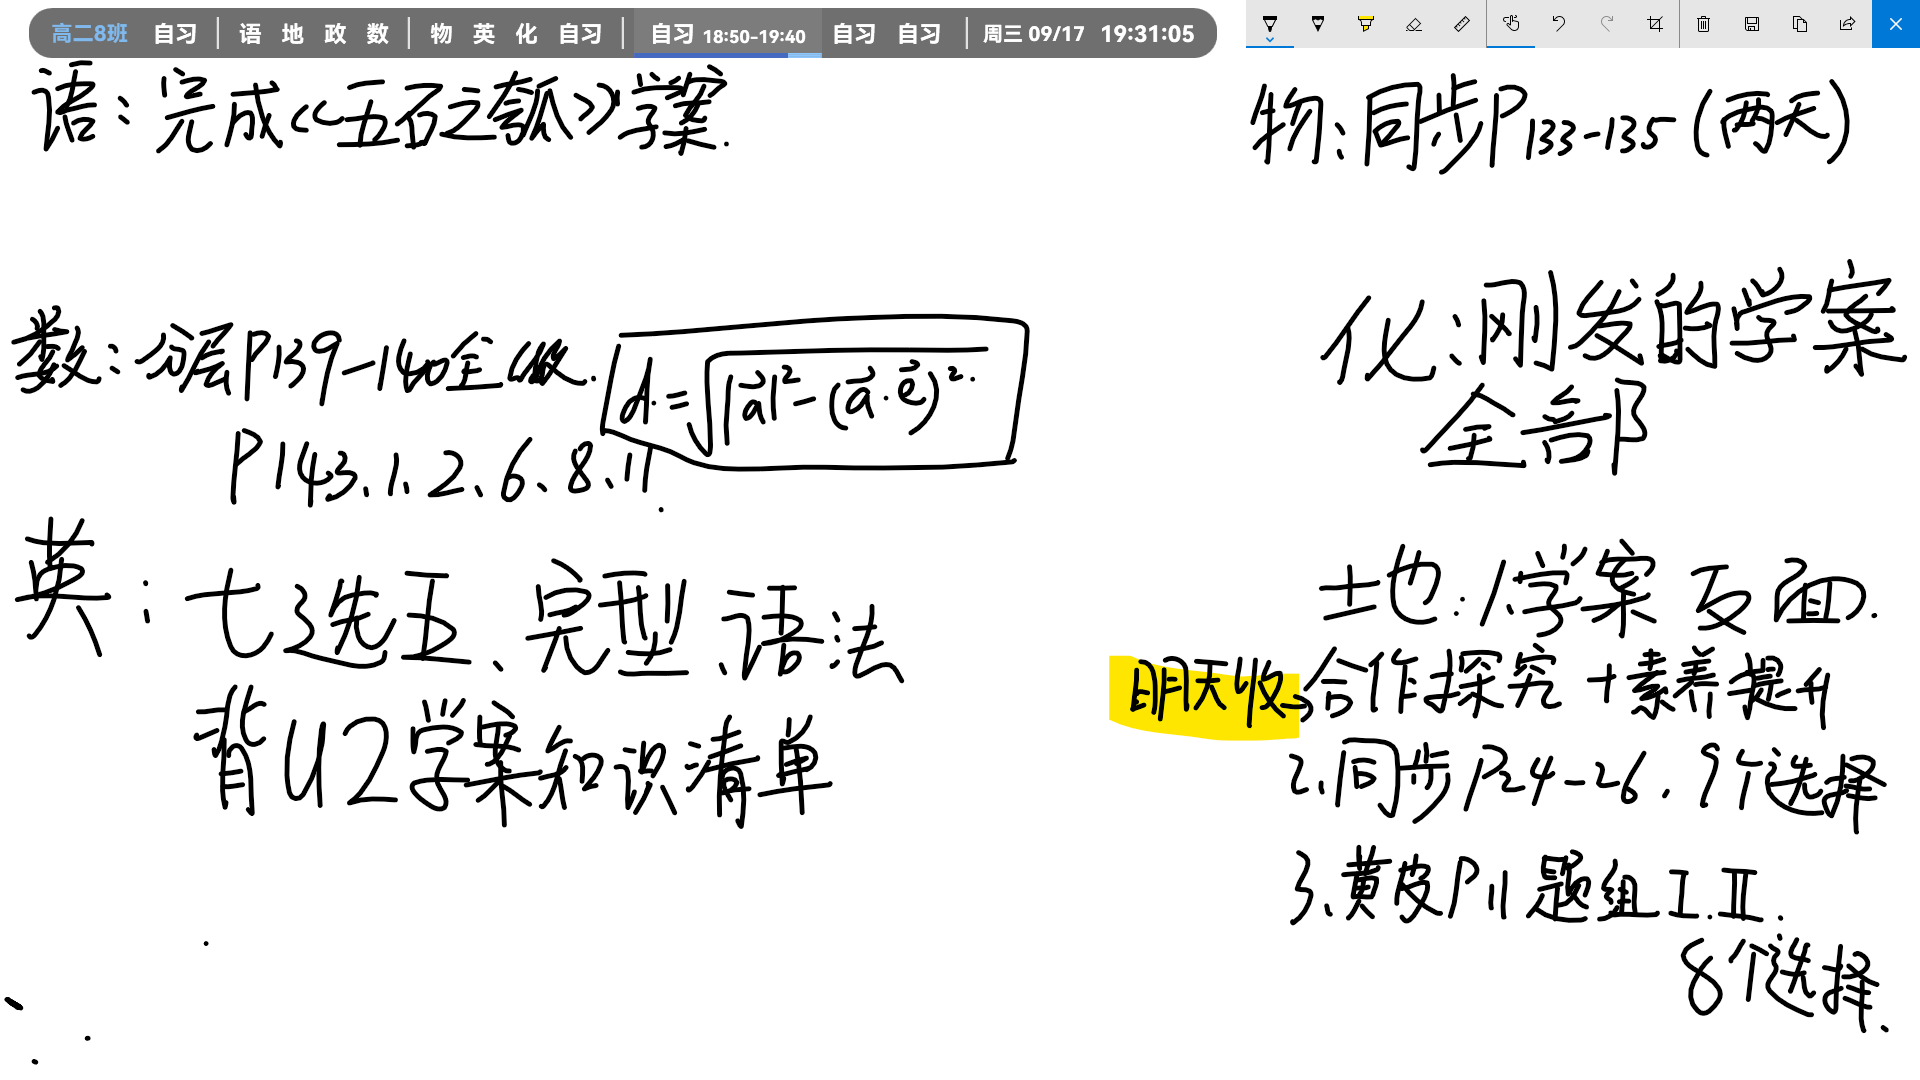 高二8班 自习 | 语 地 政 数 | 物 英 化 自习 | 自习 18:50-19:40 自习 自习 | 周三 09/17 19:31:05
语:完成《五石之瓠》学案.
数:分层P139-140全做.
d=√(|a⃗|²-(a⃗·e⃗)²).
P143、1、2、6、8、11.
英:七选五、完型、语法
背U2学案知识清单
物:同步P133-135(两天)
化:刚发的学案
全部
地:1.学案反面.
明天收→合作探究+素养提升
2.同步P24-26.9个选择
3.黄皮P11题组Ⅰ.Ⅱ.
8个选择.